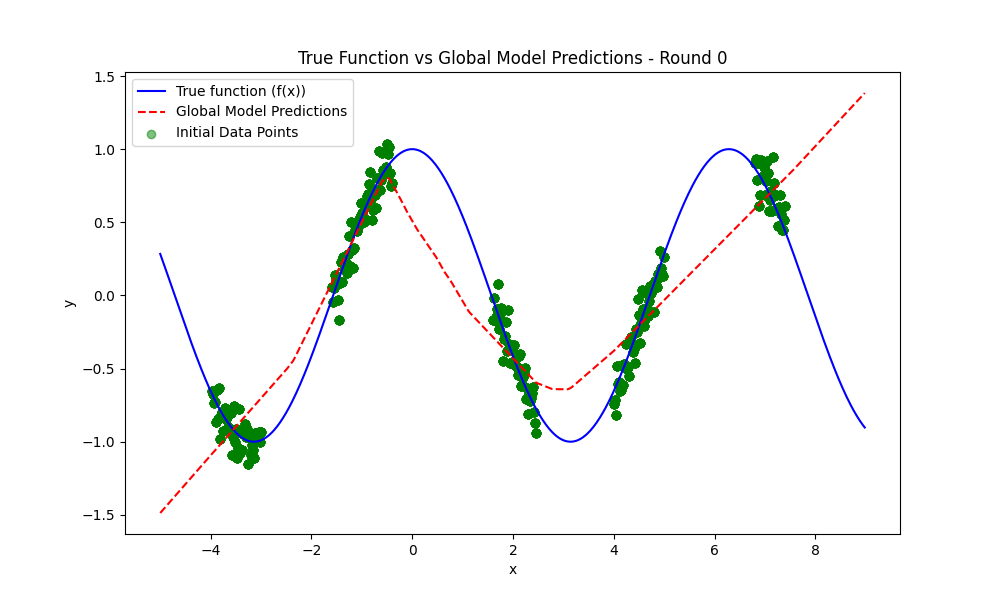 True Function vs Global Model Predictions - Round 0
True function (f(x))
Global Model Predictions
Initial Data Points
1.5
1.0
0.5
0.0
−0.5
−1.0
−1.5
y
−4 −2 0 2 4 6 8
x